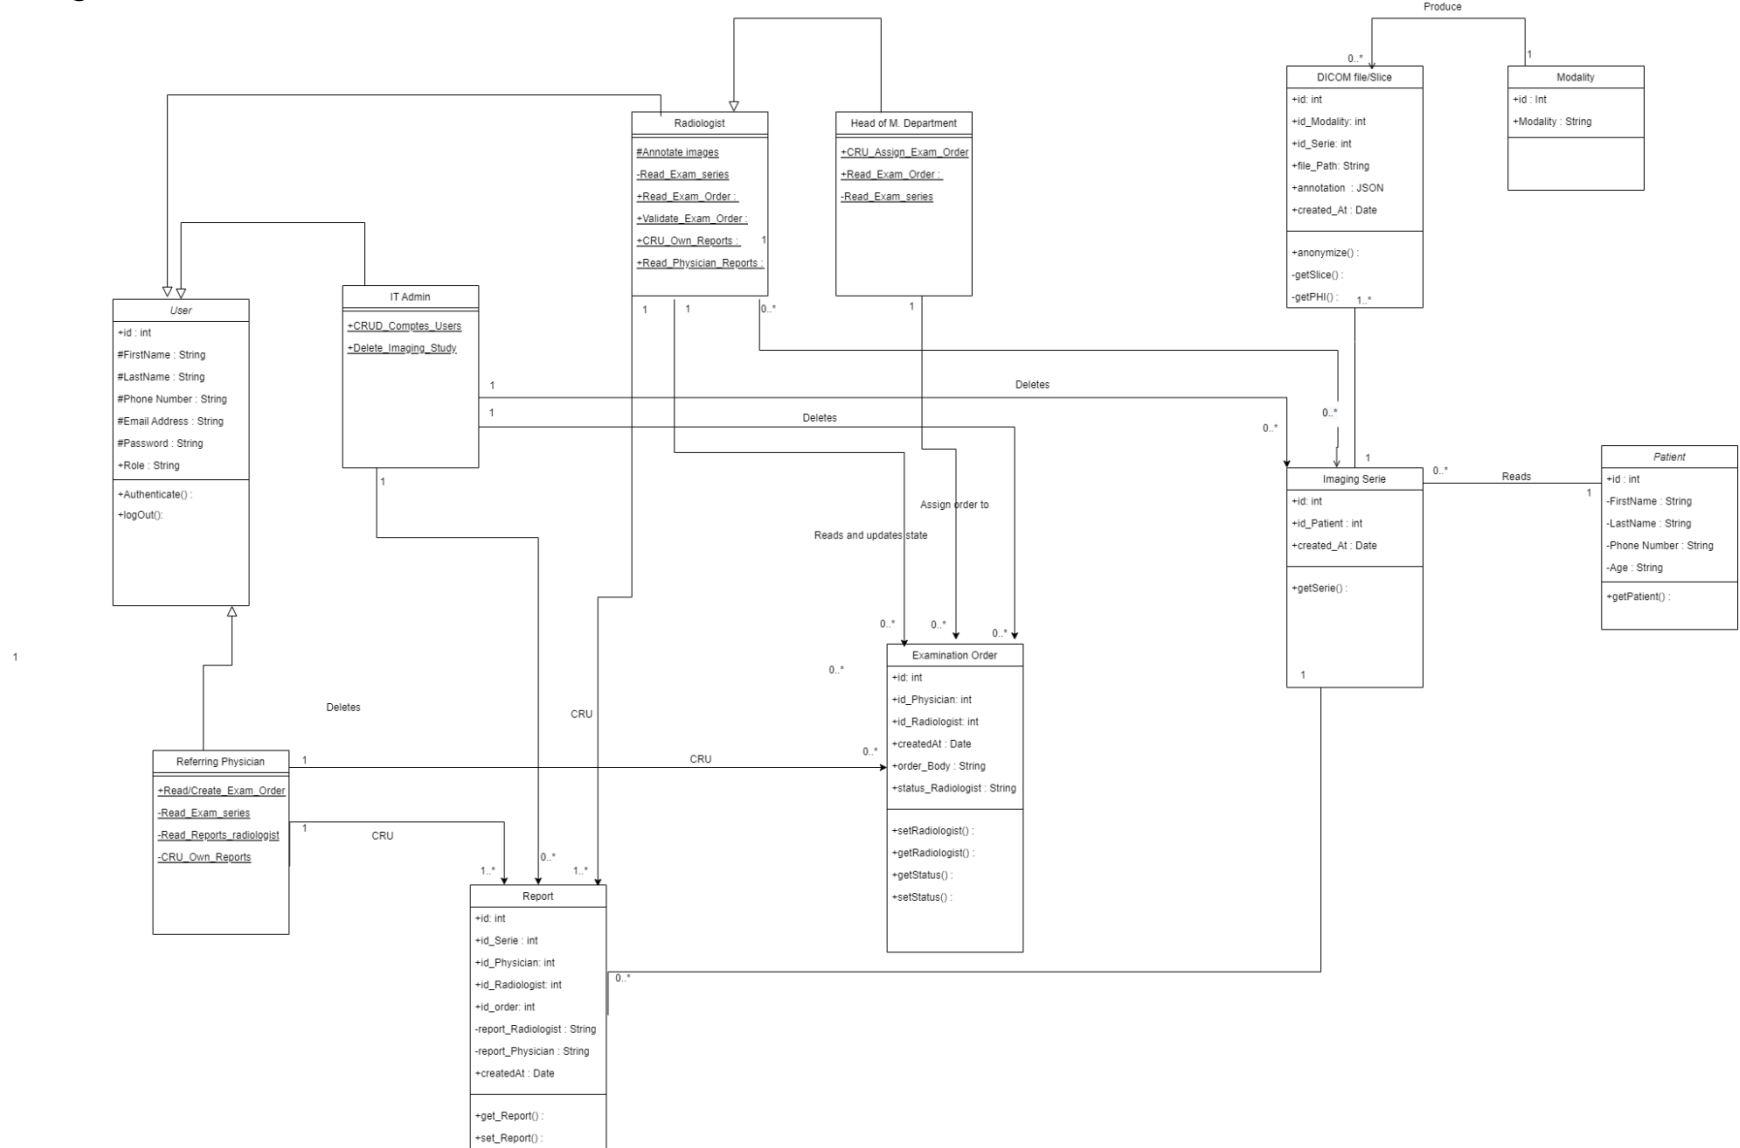 Produce
0..*
1
DICOM file/Slice
+id: int
+id_Modality: int
+id_Serie: int
+file_Path: String
+annotation : JSON
+created_At : Date
+anonymize() :
-getSlice() :
-getPHI() :
1..*
Modality
+id : Int
+Modality : String
Radiologist
#Annotate images
-Read_Exam_series
+Read_Exam_Order :
+Validate_Exam_Order :
+CRU_Own_Reports :
1
+Read_Physician_Reports :
1
1
0..*
Head of M. Department
+CRU_Assign_Exam_Order
+Read_Exam_Order :
-Read_Exam_series
1
IT Admin
+CRUD_Comptes_Users
+Delete_Imaging_Study
1
1
1
Deletes
Deletes
0..*
0..*
User
+id : int
#FirstName : String
#LastName : String
#Phone Number : String
#Email Address : String
#Password : String
+Role : String
+Authenticate() :
+logOut():
1
Imaging Serie
+id: int
+id_Patient : int
+created_At : Date
+getSerie() :
1
0..*
Reads
1
Patient
+id : int
-FirstName : String
-LastName : String
-Phone Number : String
-Age : String
+getPatient() :
Assign order to
Reads and updates state
0..*
0..*
0..*
0..*
Examination Order
+id: int
+id_Physician: int
+id_Radiologist: int
+createdAt : Date
+order_Body : String
+status_Radiologist : String
+setRadiologist() :
+getRadiologist() :
+getStatus() :
+setStatus() :
1
Deletes
CRU
Referring Physician
+Read/Create_Exam_Order
-Read_Exam_series
-Read_Reports_radiologist
-CRU_Own_Reports
1
CRU
0..*
1
CRU
1..*
0..*
1..*
Report
+id: int
+id_Serie : int
+id_Physician: int
+id_Radiologist: int
+id_order: int
-report_Radiologist : String
-report_Physician : String
+createdAt : Date
+get_Report() :
+set_Report() :
0..*